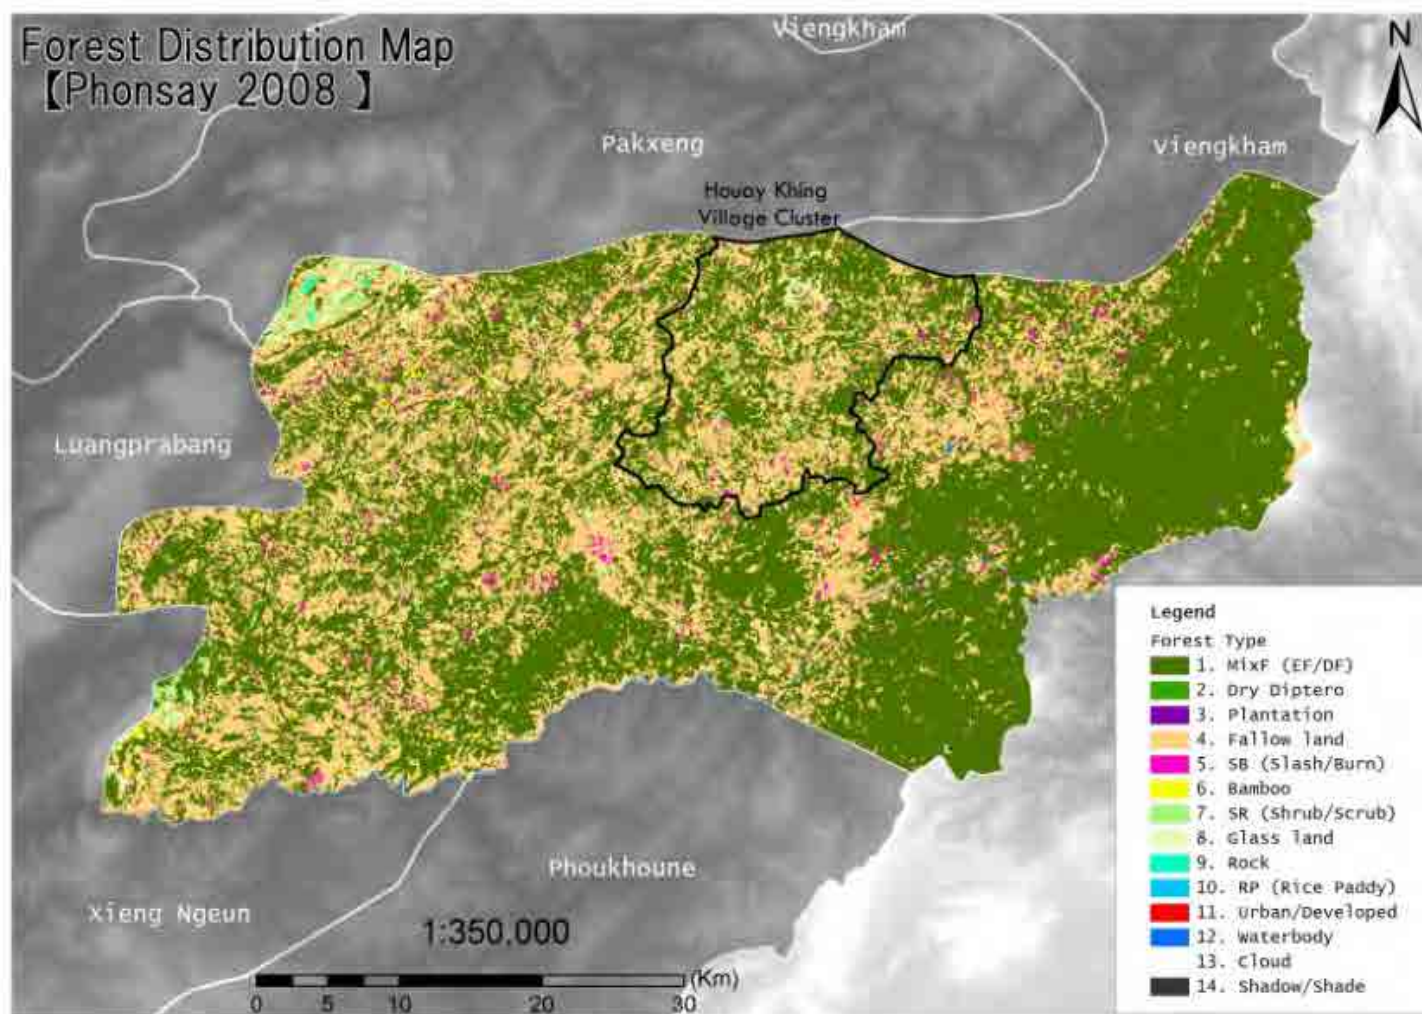 Forest Distribution Map
【Phonsay 2008 】
Viengkham
N
Pakxeng
Viengkham
Houay Khing
Village Cluster
Luangprabang
Phoukhoune
Xieng Ngeun
1:350.000
(Km)
0 5 10 20 30
Legend
Forest Type
1. MixF (EF/DF)
2. Dry Diptero
3. Plantation
4. Fallow land
5. SB (Slash/Burn)
6. Bamboo
7. SR (Shrub/Scrub)
8. Glass land
9. Rock
10. RP (Rice Paddy)
11. Urban/Developed
12. Waterbody
13. Cloud
14. Shadow/Shade